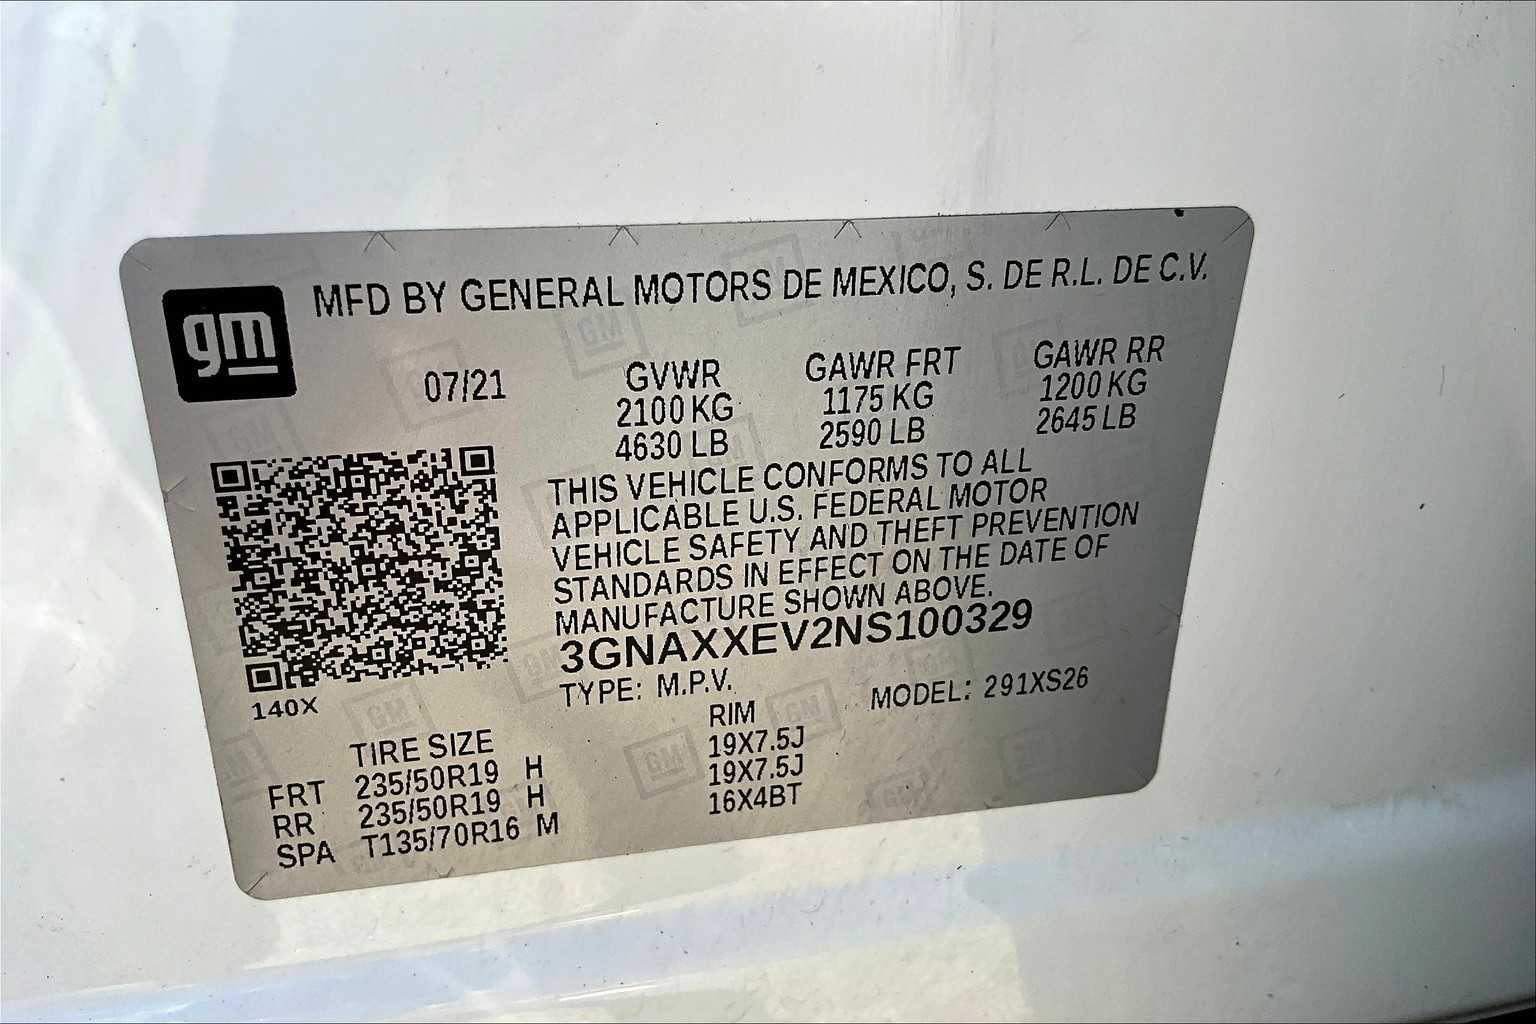 gm
MFD BY GENERAL MOTORS DE MEXICO, S. DE R.L. DE C.V.
07/21
GVWR GAWR FRT GAWR RR
2100 KG 1175 KG 1200 KG
4630 LB 2590 LB 2645 LB
THIS VEHICLE CONFORMS TO ALL
APPLICABLE U.S. FEDERAL MOTOR
VEHICLE SAFETY AND THEFT PREVENTION
STANDARDS IN EFFECT ON THE DATE OF
MANUFACTURE SHOWN ABOVE.
3GNAXXEV2NS100329
TYPE: M.P.V. MODEL: 291XS26
140X
TIRE SIZE RIM
FRT 235/50R19 H 19X7.5J
RR 235/50R19 H 19X7.5J
SPA T135/70R16 M 16X4BT